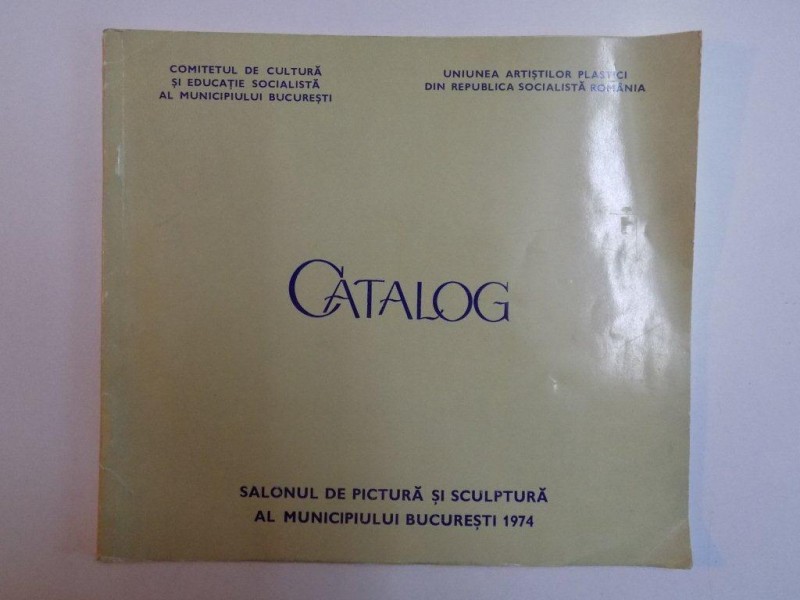 COMITETUL DE CULTURĂ
ȘI EDUCAȚIE SOCIALISTĂ
AL MUNICIPIULUI BUCUREȘTI
UNIUNEA ARTIȘTILOR PLASTICI
DIN REPUBLICA SOCIALISTĂ ROMÂNIA
CATALOG
SALONUL DE PICTURĂ ȘI SCULPTURĂ
AL MUNICIPIULUI BUCUREȘTI 1974